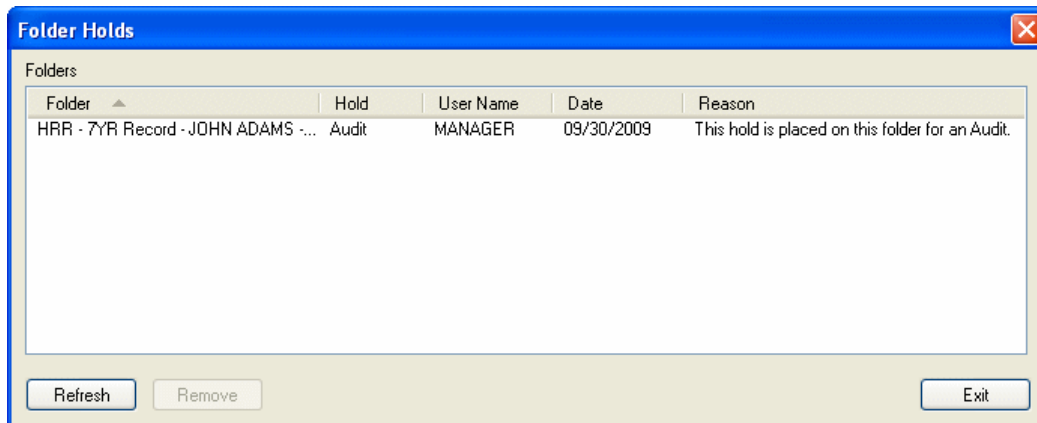 Folder Holds
Folders
Folder Hold User Name Date Reason
HRR - 7YR Record - JOHN ADAMS -... Audit MANAGER 09/30/2009 This hold is placed on this folder for an Audit.
Refresh Remove Exit